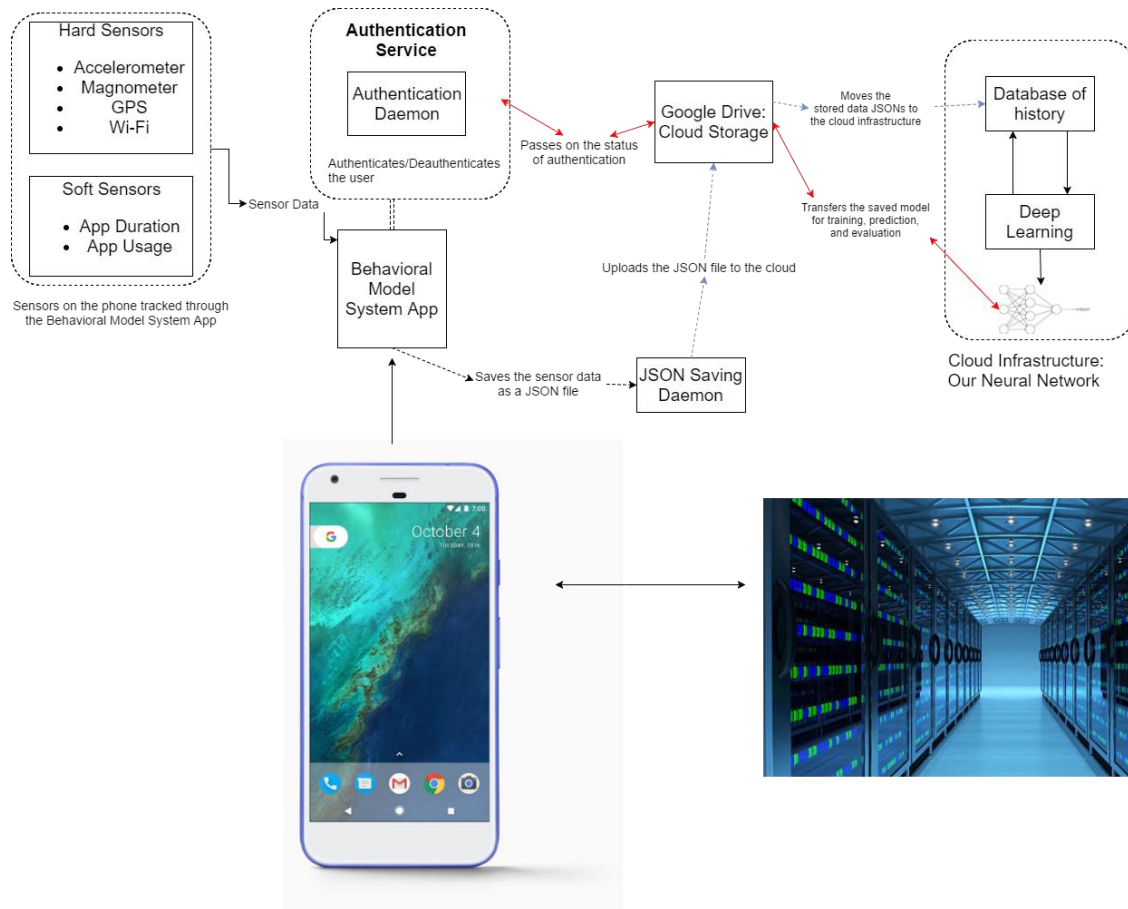 Hard Sensors
Accelerometer
Magnometer
GPS
Wi-Fi
Soft Sensors
App Duration
App Usage
Sensors on the phone tracked through
the Behavioral Model System App
Sensor Data
Authentication
Service
Authentication
Daemon
Authenticates/Deauthenticates
the user
Behavioral
Model
System App
Passes on the status
of authentication
Google Drive:
Cloud Storage
Moves the
stored data JSONs to
the cloud infrastructure
Database of
history
Transfers the saved model
for training, prediction,
and evaluation
Deep
Learning
output
Cloud Infrastructure:
Our Neural Network
Uploads the JSON file to the cloud
Saves the sensor data
as a JSON file
JSON Saving
Daemon
7:00
G
October 4
TUESDAY, 2016